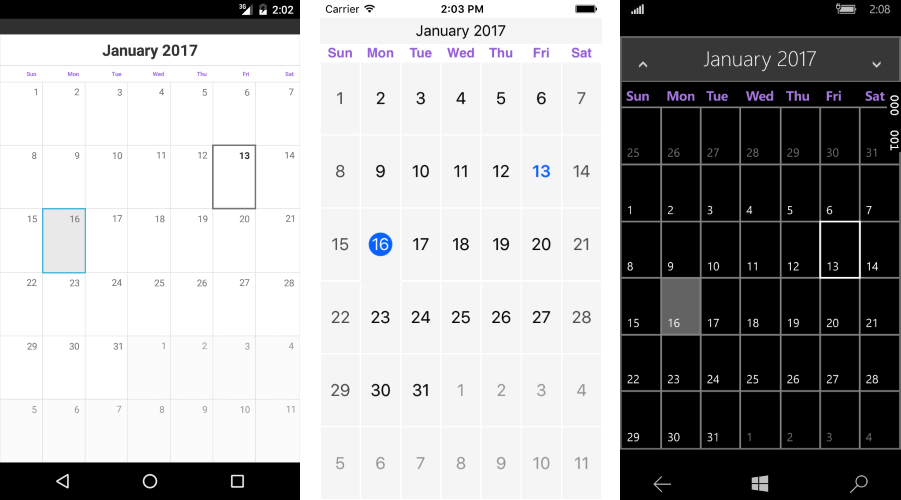 3G 2:02
January 2017
Sun Mon Tue Wed Thu Fri Sat
1 2 3 4 5 6 7
8 9 10 11 12 13 14
15 16 17 18 19 20 21
22 23 24 25 26 27 28
29 30 31 1 2 3 4
5 6 7 8 9 10 11
Carrier 2:03 PM
January 2017
Sun Mon Tue Wed Thu Fri Sat
1 2 3 4 5 6 7
8 9 10 11 12 13 14
15 16 17 18 19 20 21
22 23 24 25 26 27 28
29 30 31 1 2 3 4
5 6 7 8 9 10 11
2:08
January 2017
Sun Mon Tue Wed Thu Fri Sat
000 001
25 26 27 28 29 30 31
1 2 3 4 5 6 7
8 9 10 11 12 13 14
15 16 17 18 19 20 21
22 23 24 25 26 27 28
29 30 31 1 2 3 4